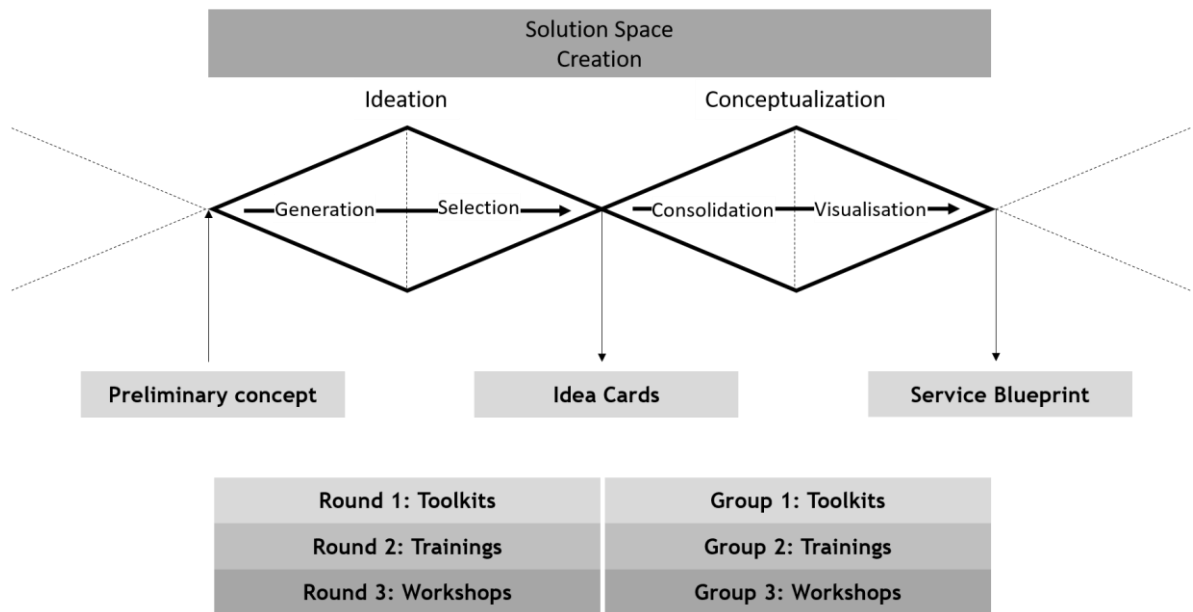 Solution Space
Creation
Ideation
Conceptualization
Generation
Selection
Consolidation
Visualisation
Preliminary concept
Idea Cards
Service Blueprint
Round 1: Toolkits
Group 1: Toolkits
Round 2: Trainings
Group 2: Trainings
Round 3: Workshops
Group 3: Workshops